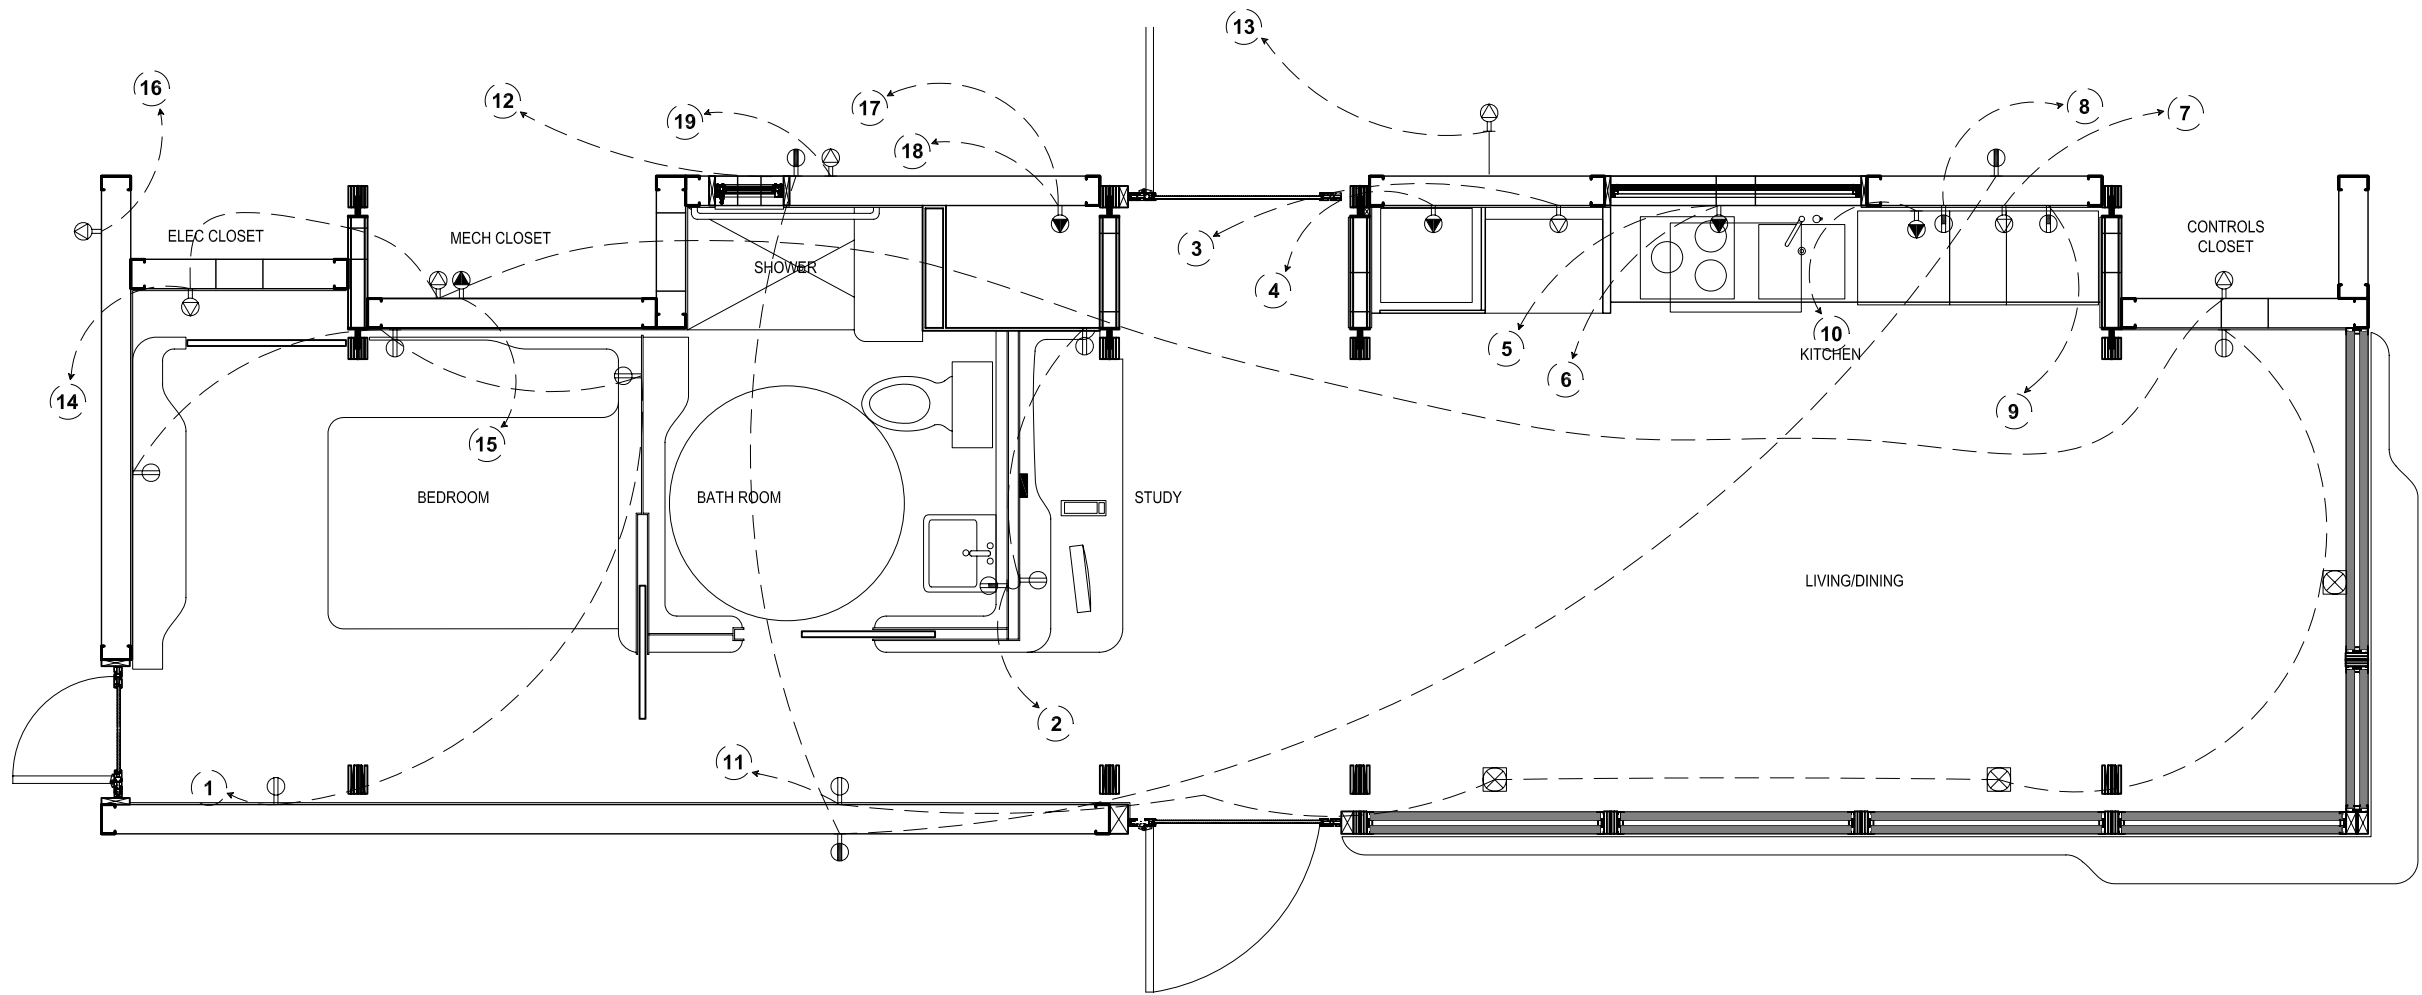 13
16
12
19
17
18
8
7
ELEC CLOSET
MECH CLOSET
SHOWER
3
4
CONTROLS
CLOSET
5
6
10
KITCHEN
14
15
9
BEDROOM
BATH ROOM
STUDY
LIVING/DINING
2
11
1